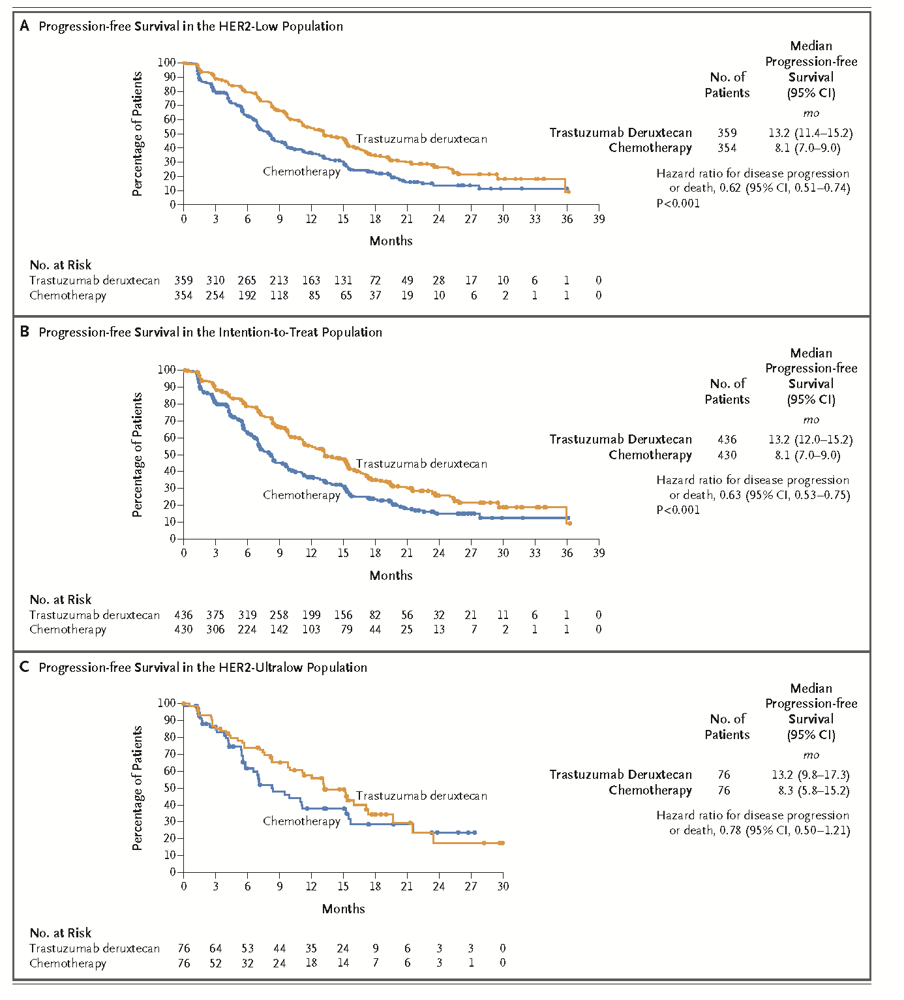 A Progression-free Survival in the HER2-Low Population
Median
Progression-free
Survival
(95% CI)
No. of
Patients
mo
Trastuzumab Deruxtecan 359 13.2 (11.4–15.2)
Chemotherapy 354 8.1 (7.0–9.0)
Hazard ratio for disease progression
or death, 0.62 (95% CI, 0.51–0.74)
P<0.001
Percentage of Patients
100
90
80
70
60
50
40
30
20
10
0
Trastuzumab deruxtecan
Chemotherapy
0 3 6 9 12 15 18 21 24 27 30 33 36 39
Months
No. at Risk
Trastuzumab deruxtecan 359 310 265 213 163 131 72 49 28 17 10 6 1 0
Chemotherapy 354 254 192 118 85 65 37 19 10 6 2 1 1 0
B Progression-free Survival in the Intention-to-Treat Population
Median
Progression-free
Survival
(95% CI)
No. of
Patients
mo
Trastuzumab Deruxtecan 436 13.2 (12.0–15.2)
Chemotherapy 430 8.1 (7.0–9.0)
Hazard ratio for disease progression
or death, 0.63 (95% CI, 0.53–0.75)
P<0.001
Percentage of Patients
100
90
80
70
60
50
40
30
20
10
0
Trastuzumab deruxtecan
Chemotherapy
0 3 6 9 12 15 18 21 24 27 30 33 36 39
Months
No. at Risk
Trastuzumab deruxtecan 436 375 319 258 199 156 82 56 32 21 11 6 1 0
Chemotherapy 430 306 224 142 103 79 44 25 13 7 2 1 1 0
C Progression-free Survival in the HER2-Ultralow Population
Median
Progression-free
Survival
(95% CI)
No. of
Patients
mo
Trastuzumab Deruxtecan 76 13.2 (9.8–17.3)
Chemotherapy 76 8.3 (5.8–15.2)
Hazard ratio for disease progression
or death, 0.78 (95% CI, 0.50–1.21)
Percentage of Patients
100
90
80
70
60
50
40
30
20
10
0
Trastuzumab deruxtecan
Chemotherapy
0 3 6 9 12 15 18 21 24 27 30
Months
No. at Risk
Trastuzumab deruxtecan 76 64 53 44 35 24 9 6 3 3 0
Chemotherapy 76 52 32 24 18 14 7 6 3 1 0